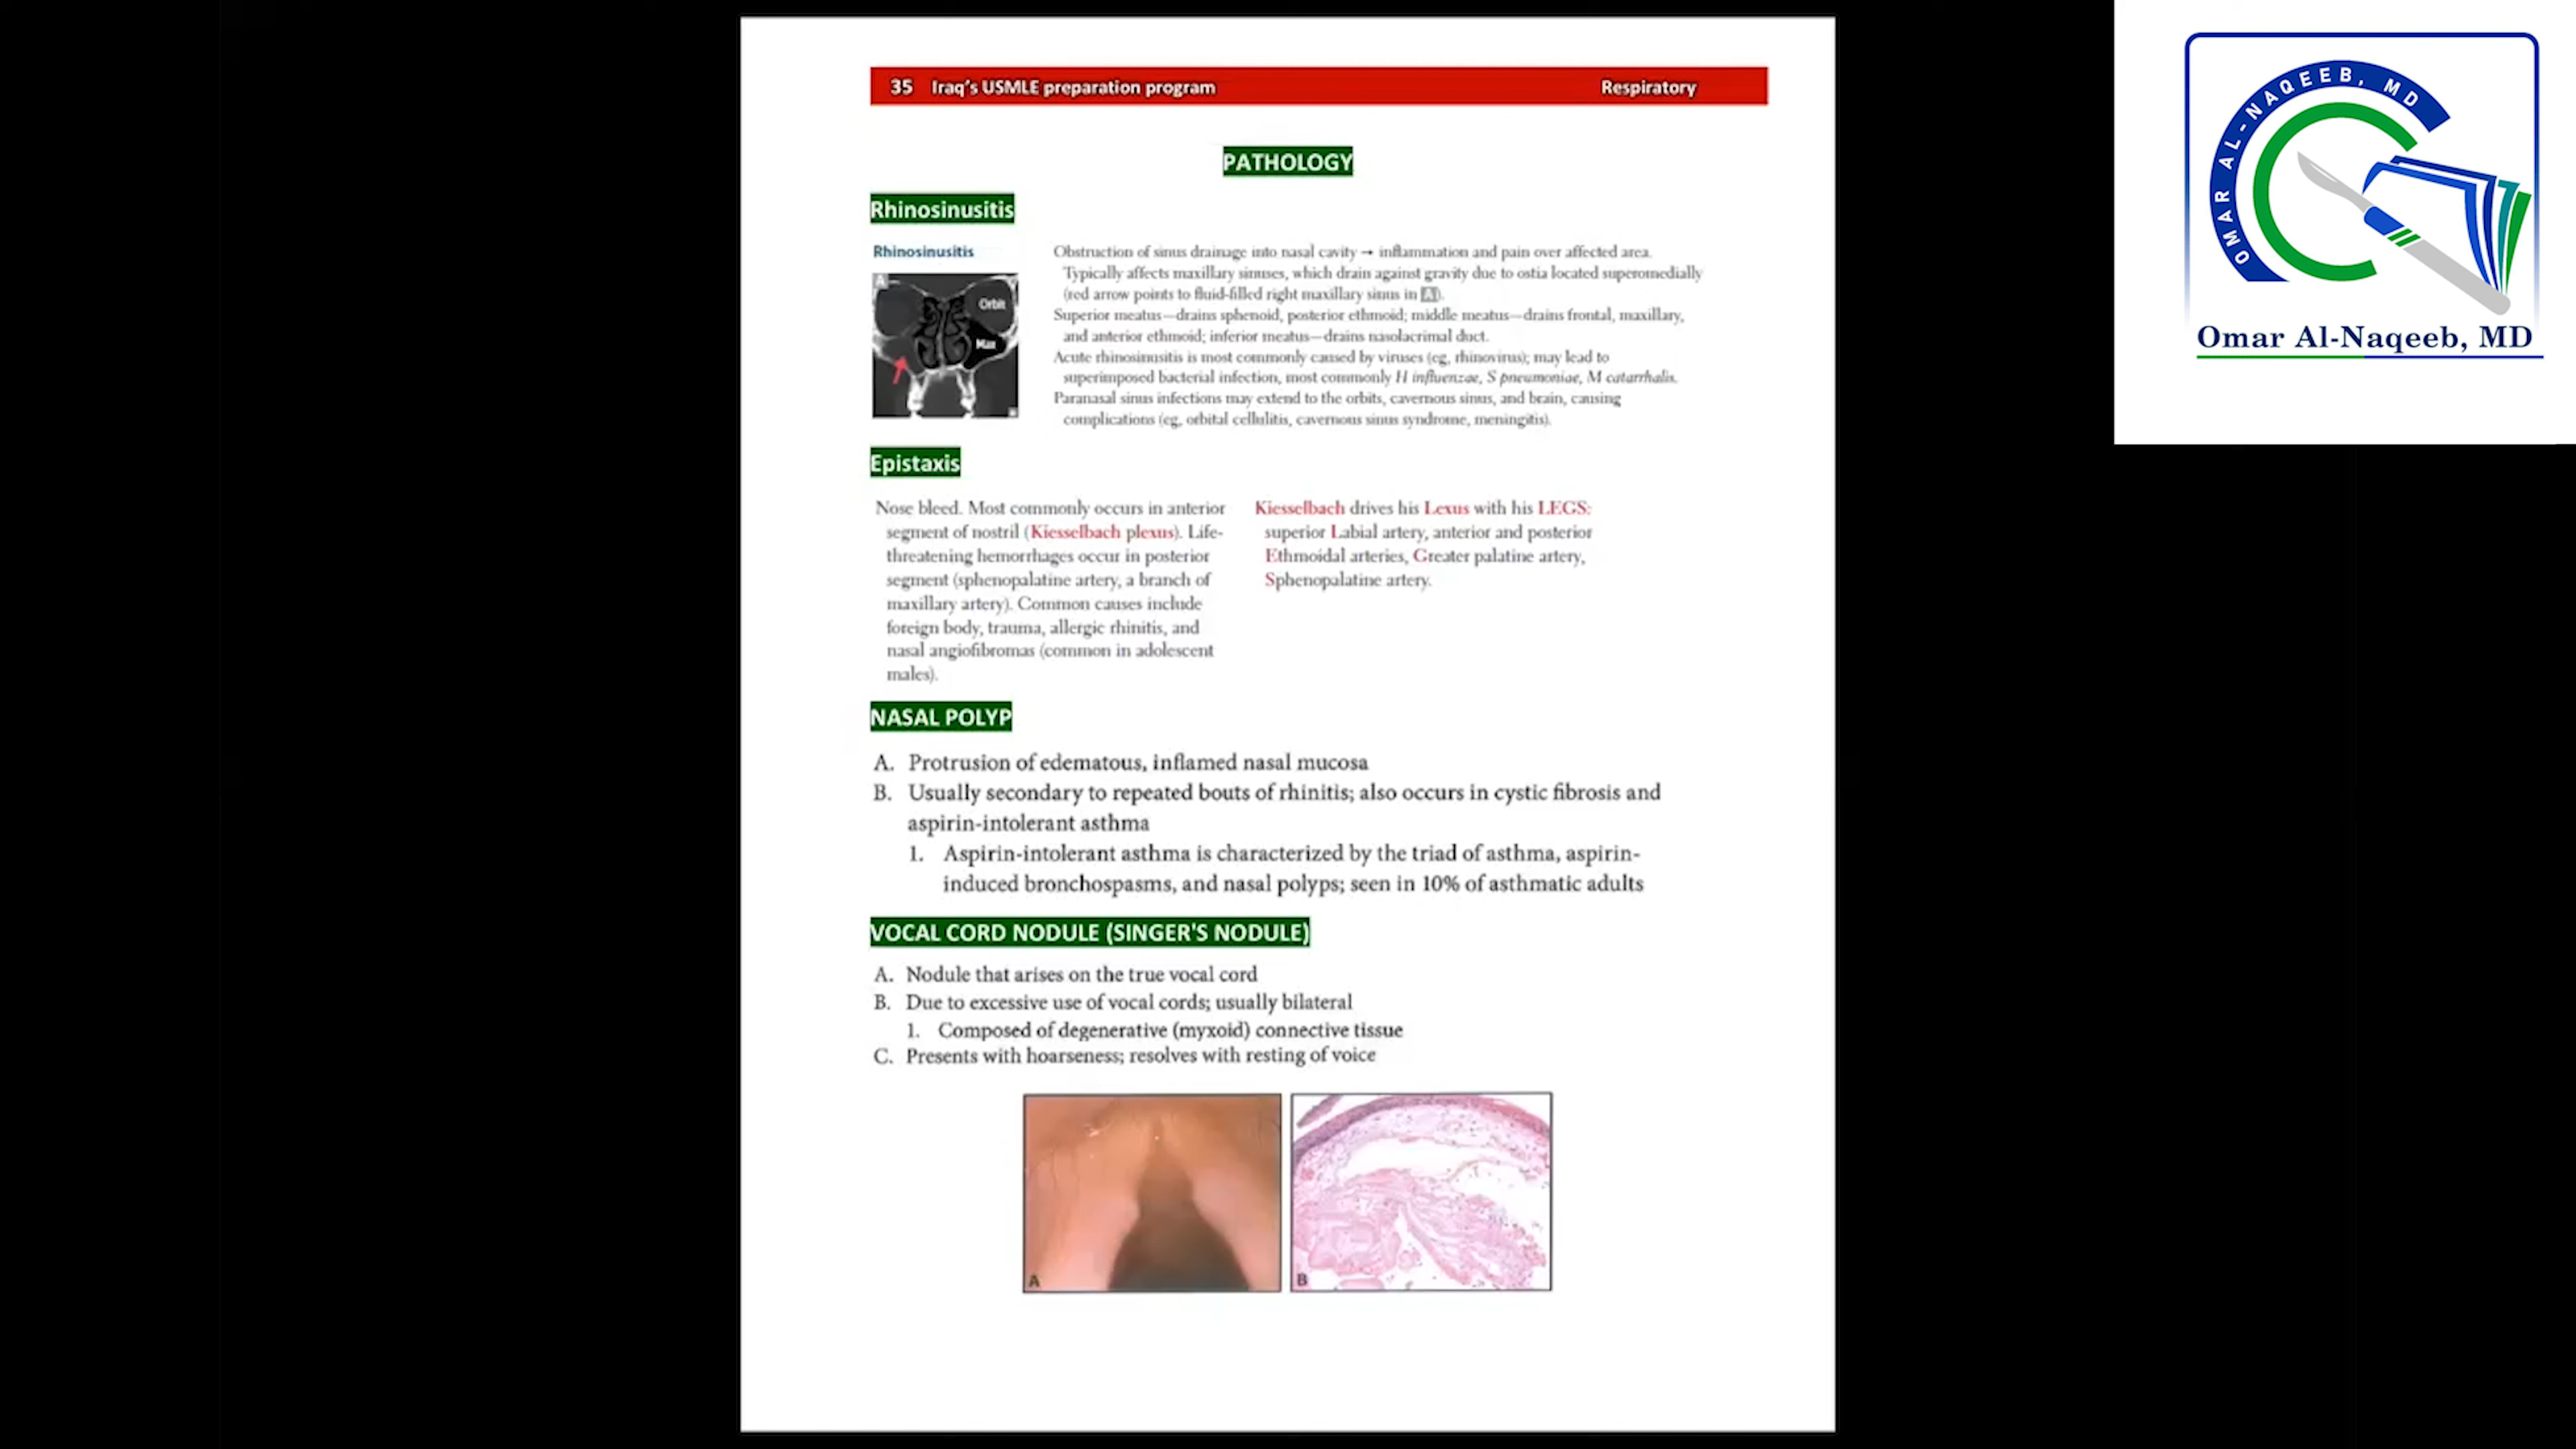 35 Iraq's USMLE preparation program Respiratory
PATHOLOGY
Rhinosinusitis
Rhinosinusitis
A
Orbit
Max
Obstruction of sinus drainage into nasal cavity → inflammation and pain over affected area.
Typically affects maxillary sinuses, which drain against gravity due to ostia located superomedially
(red arrow points to fluid-filled right maxillary sinus in A).
Superior meatus—drains sphenoid, posterior ethmoid; middle meatus—drains frontal, maxillary,
and anterior ethmoid; inferior meatus—drains nasolacrimal duct.
Acute rhinosinusitis is most commonly caused by viruses (eg, rhinovirus); may lead to
superimposed bacterial infection, most commonly H influenzae, S pneumoniae, M catarrhalis.
Paranasal sinus infections may extend to the orbits, cavernous sinus, and brain, causing
complications (eg, orbital cellulitis, cavernous sinus syndrome, meningitis).
Epistaxis
Nose bleed. Most commonly occurs in anterior
segment of nostril (Kiesselbach plexus). Life-
threatening hemorrhages occur in posterior
segment (sphenopalatine artery, a branch of
maxillary artery). Common causes include
foreign body, trauma, allergic rhinitis, and
nasal angiofibromas (common in adolescent
males).
Kiesselbach drives his Lexus with his LEGS:
superior Labial artery, anterior and posterior
Ethmoidal arteries, Greater palatine artery,
Sphenopalatine artery.
NASAL POLYP
A. Protrusion of edematous, inflamed nasal mucosa
B. Usually secondary to repeated bouts of rhinitis; also occurs in cystic fibrosis and
aspirin-intolerant asthma
1. Aspirin-intolerant asthma is characterized by the triad of asthma, aspirin-
induced bronchospasms, and nasal polyps; seen in 10% of asthmatic adults
VOCAL CORD NODULE (SINGER'S NODULE)
A. Nodule that arises on the true vocal cord
B. Due to excessive use of vocal cords; usually bilateral
1. Composed of degenerative (myxoid) connective tissue
C. Presents with hoarseness; resolves with resting of voice
A
B
OMAR AL-NAQEEB, MD
Omar Al-Naqeeb, MD